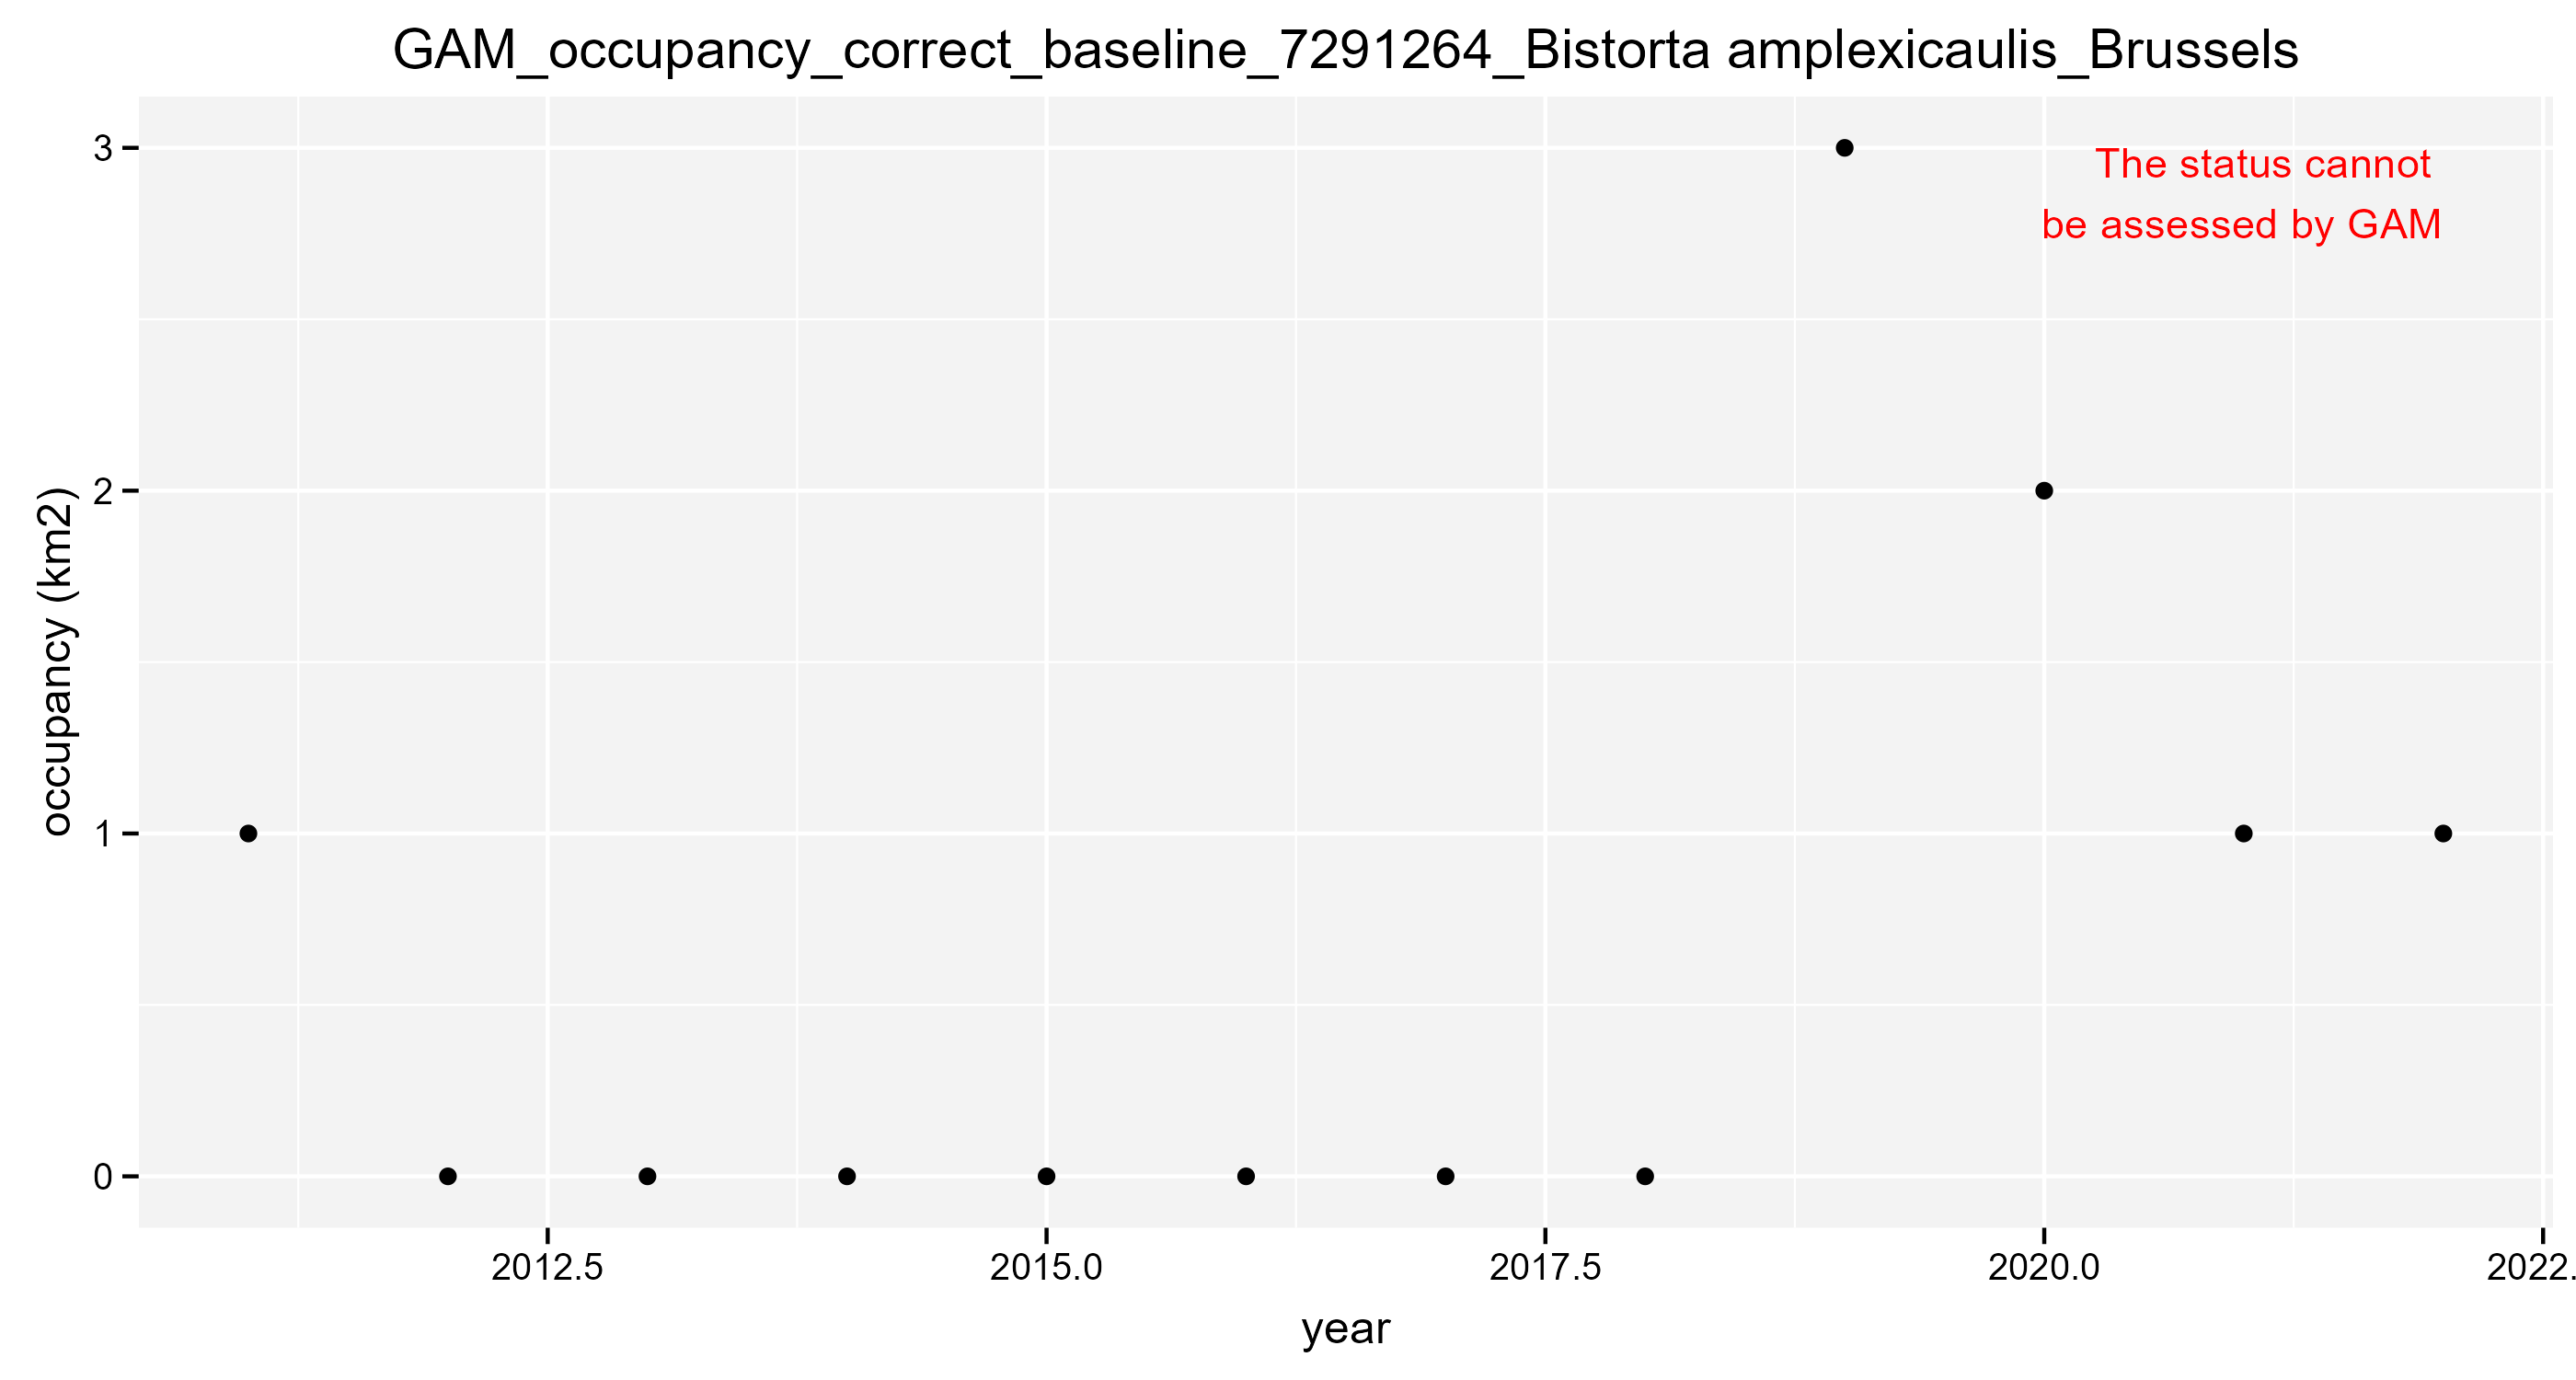 GAM_occupancy_correct_baseline_7291264_Bistorta amplexicaulis_Brussels
The status cannot
be assessed by GAM
occupancy (km2)
3
2
1
0
2012.5
2015.0
2017.5
2020.0
2022.
year